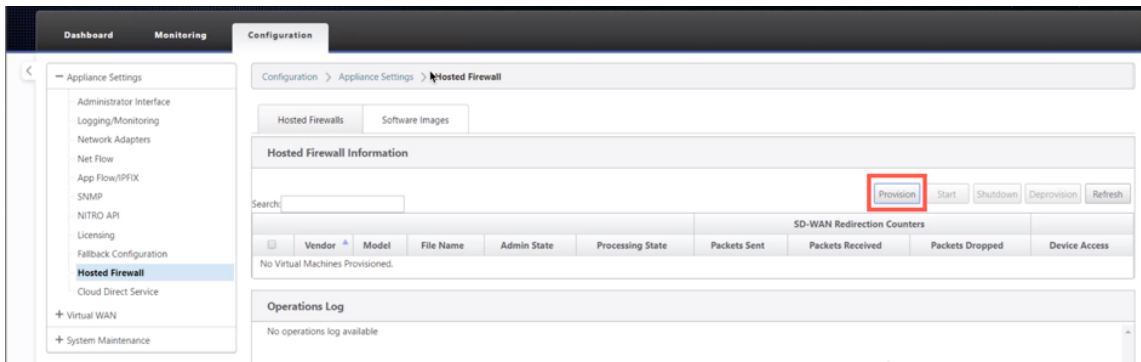 Dashboard Monitoring Configuration
— Appliance Settings
Administrator Interface
Logging/Monitoring
Network Adapters
Net Flow
App Flow/IPFIX
SNMP
NITRO API
Licensing
Fallback Configuration
Hosted Firewall
Cloud Direct Service
+ Virtual WAN
+ System Maintenance
Configuration > Appliance Settings > Hosted Firewall
Hosted Firewalls Software Images
Hosted Firewall Information
Provision Start Shutdown Deprovision Refresh
Search:
SD-WAN Redirection Counters
Vendor Model File Name Admin State Processing State Packets Sent Packets Received Packets Dropped Device Access
No Virtual Machines Provisioned.
Operations Log
No operations log available